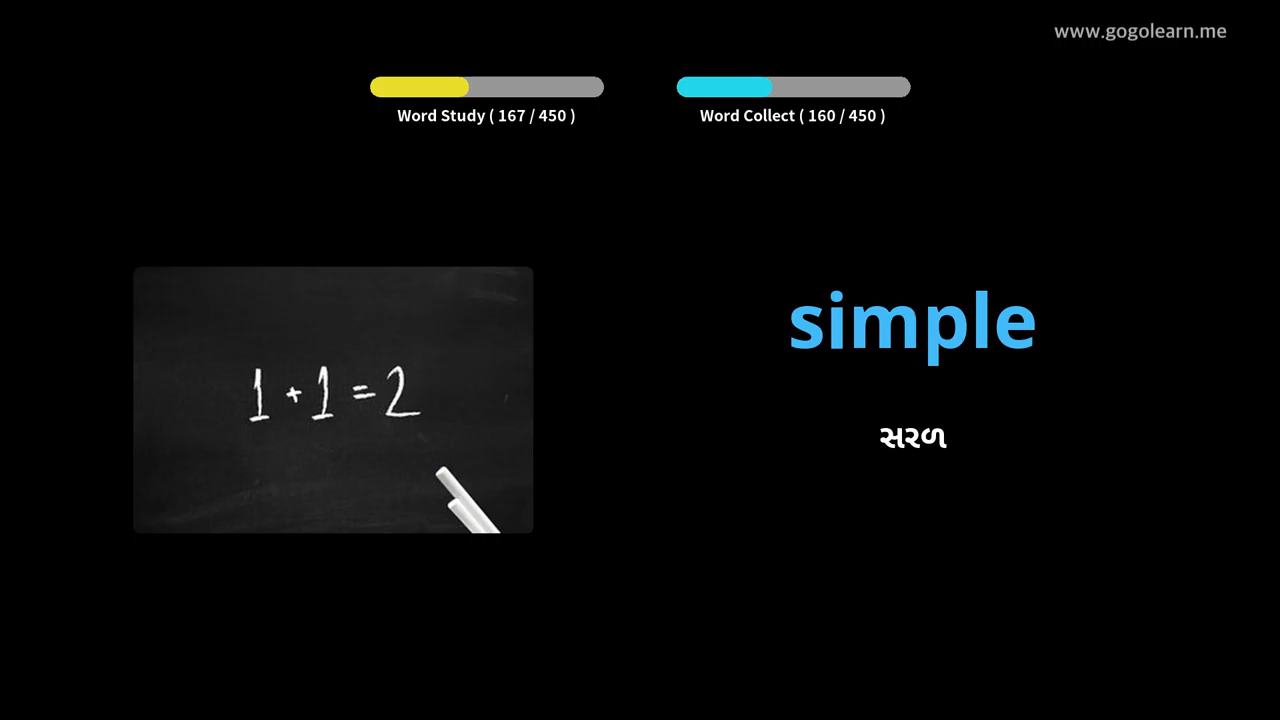 www.gogolearn.me
Word Study ( 167 / 450 )
Word Collect ( 160 / 450 )
1 + 1 = 2
simple
સરળ